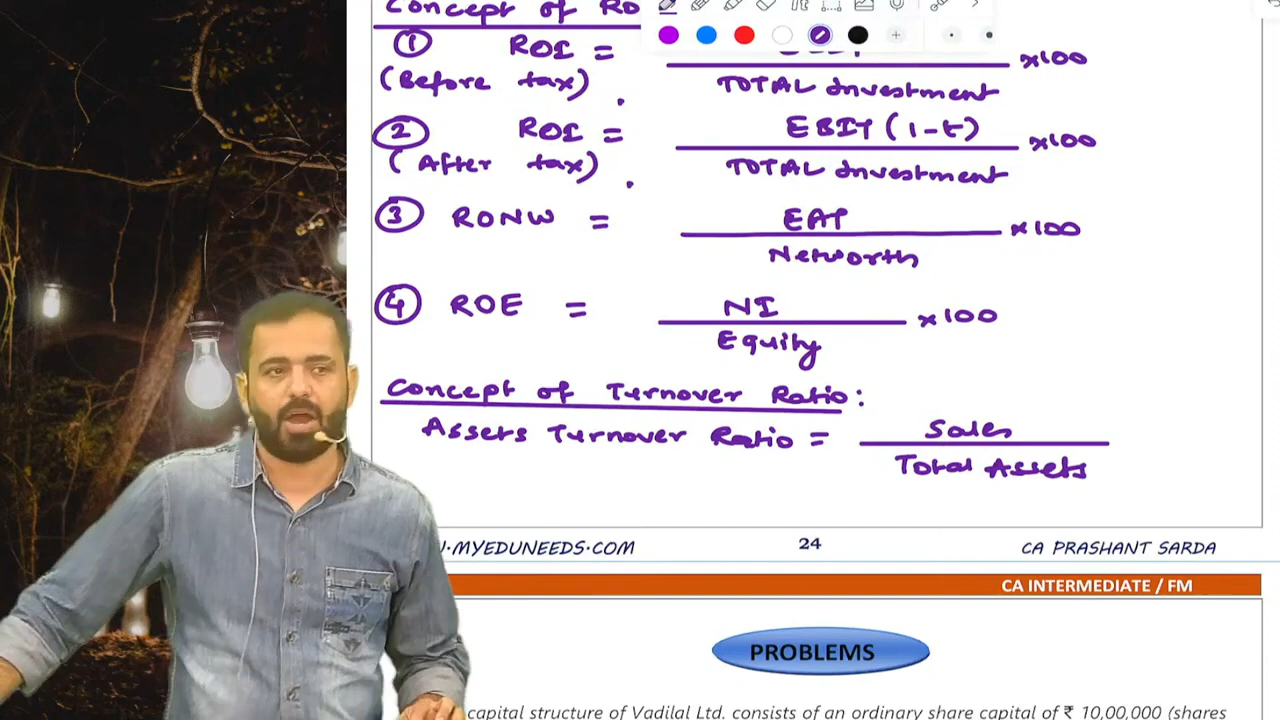 Concept of Ro
① ROI = ×100
(Before tax). TOTAL Investment
② ROI = EBIT (1-t) ×100
(After tax). TOTAL Investment
③ RONW = EAT ×100
Networth
④ ROE = NI ×100
Equity
Concept of Turnover Ratio:
Assets Turnover Ratio = Sales
Total Assets
.MYEDUNEEDS.COM 24 CA PRASHANT SARDA
CA INTERMEDIATE / FM
PROBLEMS
capital structure of Vadilal Ltd. consists of an ordinary share capital of ₹ 10,00,000 (shares